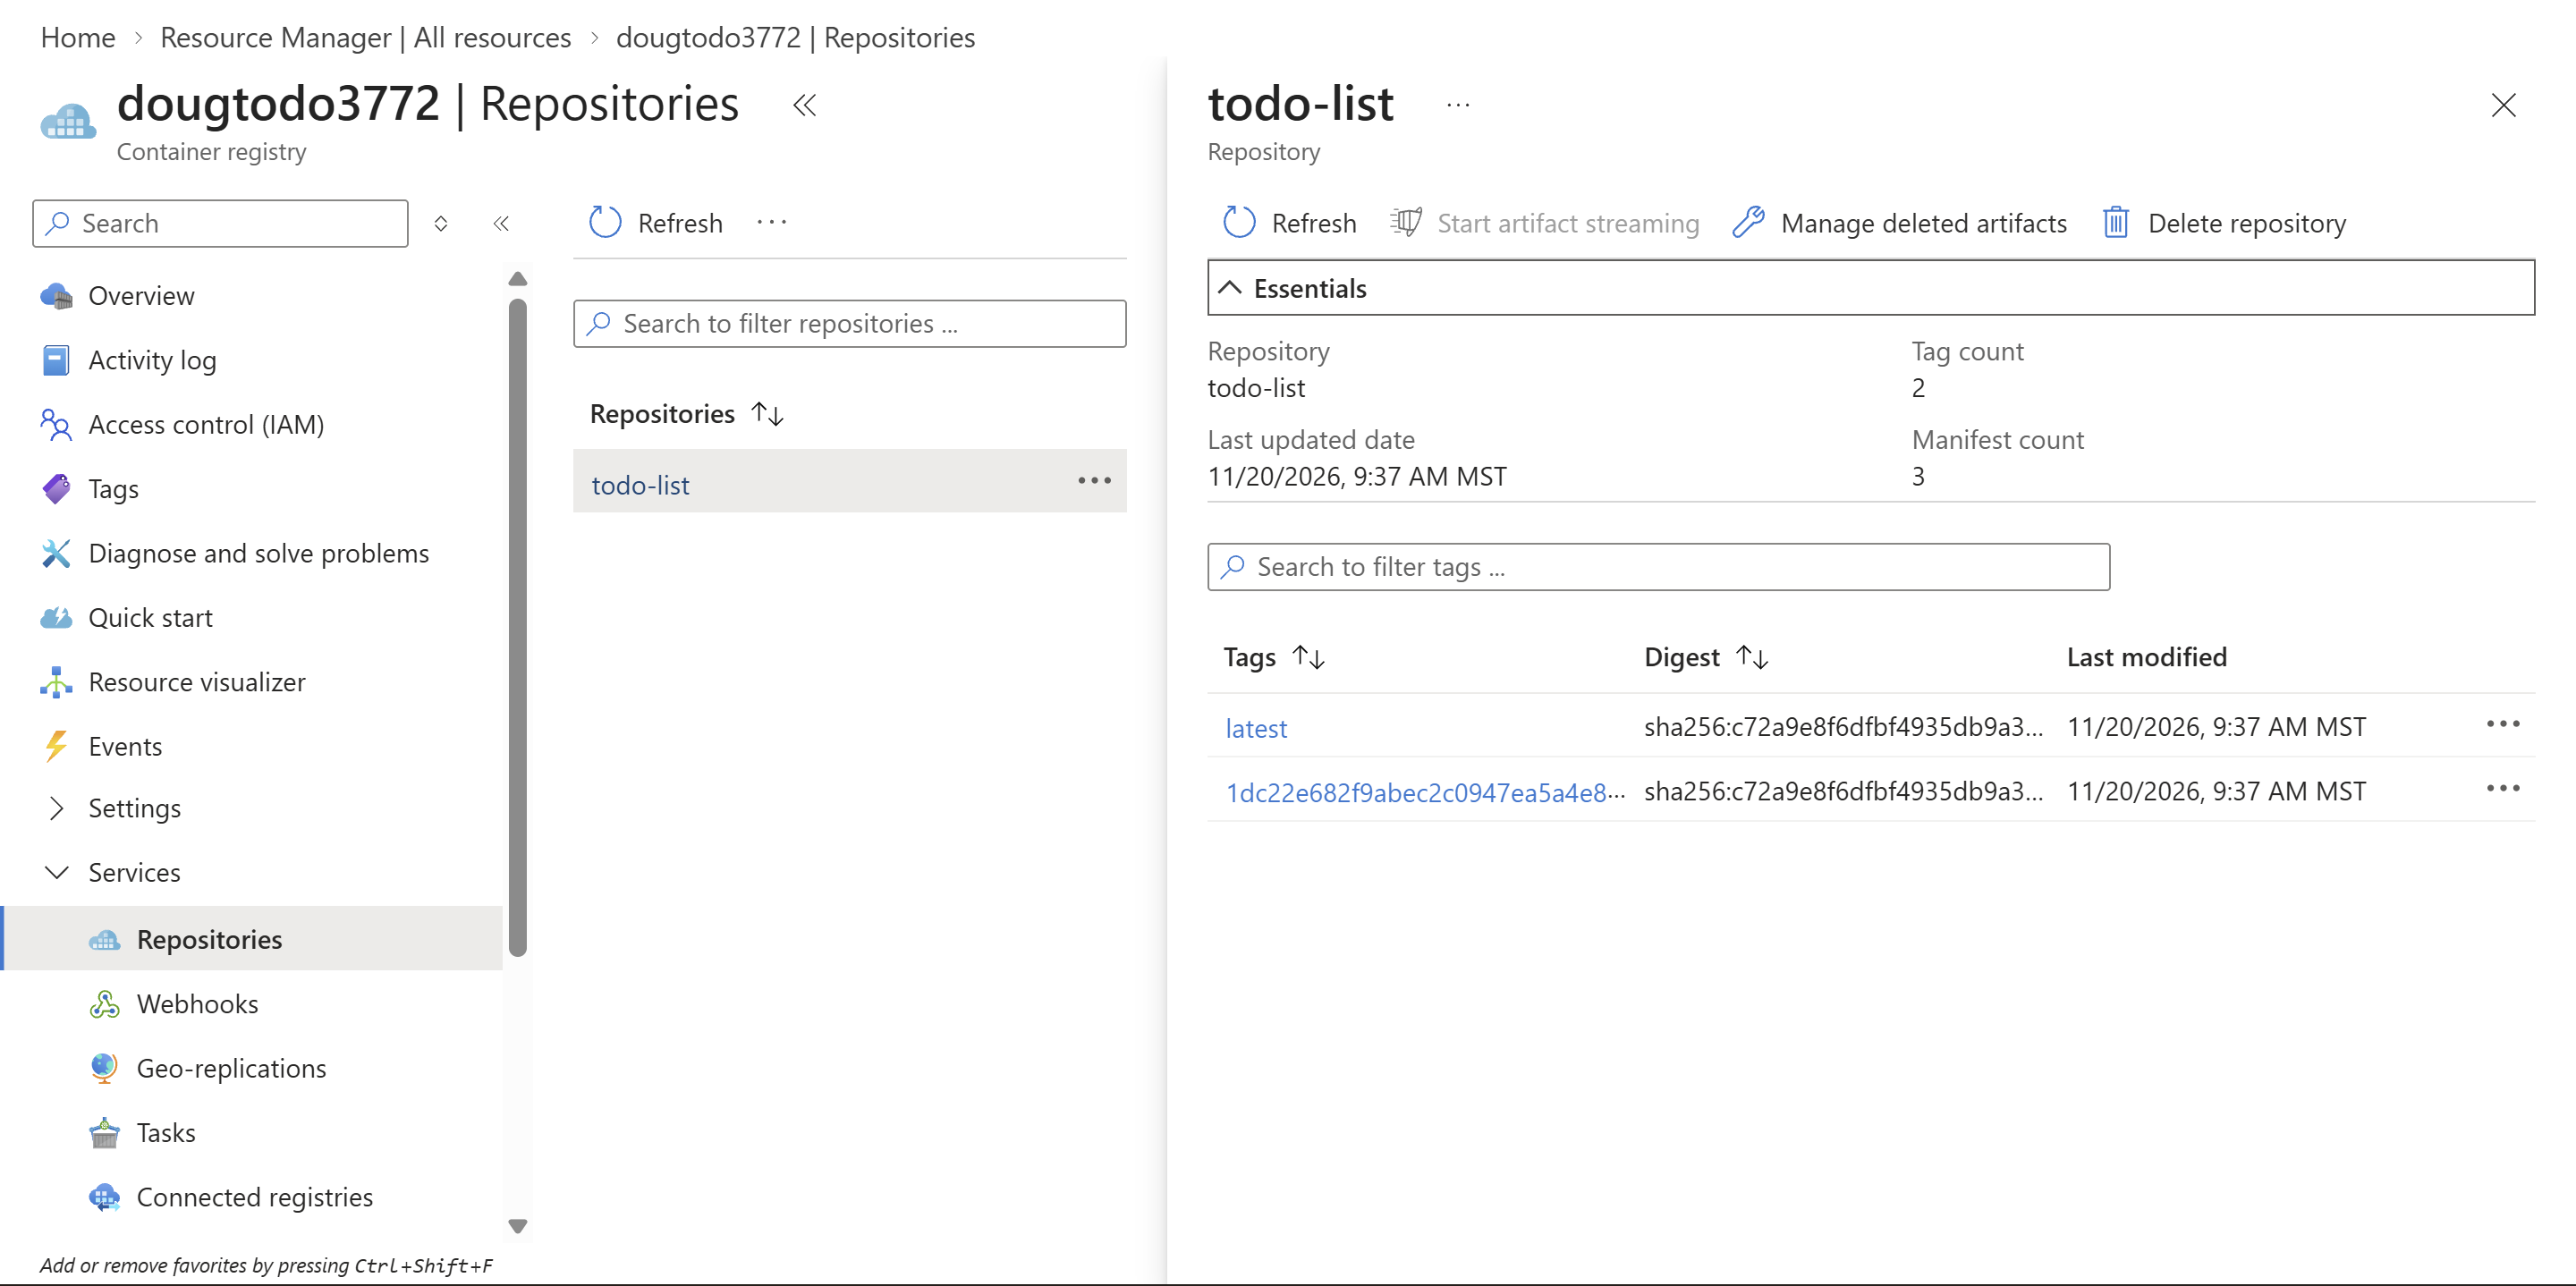 Home > Resource Manager | All resources > dougtodo3772 | Repositories
dougtodo3772 | Repositories
Container registry
Search
Overview
Activity log
Access control (IAM)
Tags
Diagnose and solve problems
Quick start
Resource visualizer
Events
Settings
Services
Repositories
Webhooks
Geo-replications
Tasks
Connected registries
Add or remove favorites by pressing Ctrl+Shift+F
Refresh ...
Search to filter repositories ...
Repositories
todo-list
todo-list ...
Repository
Refresh Start artifact streaming Manage deleted artifacts Delete repository
Essentials
Repository
todo-list
Tag count
2
Last updated date
11/20/2026, 9:37 AM MST
Manifest count
3
Search to filter tags ...
Tags Digest Last modified
latest sha256:c72a9e8f6dfbf4935db9a3... 11/20/2026, 9:37 AM MST
1dc22e682f9abec2c0947ea5a4e8... sha256:c72a9e8f6dfbf4935db9a3... 11/20/2026, 9:37 AM MST